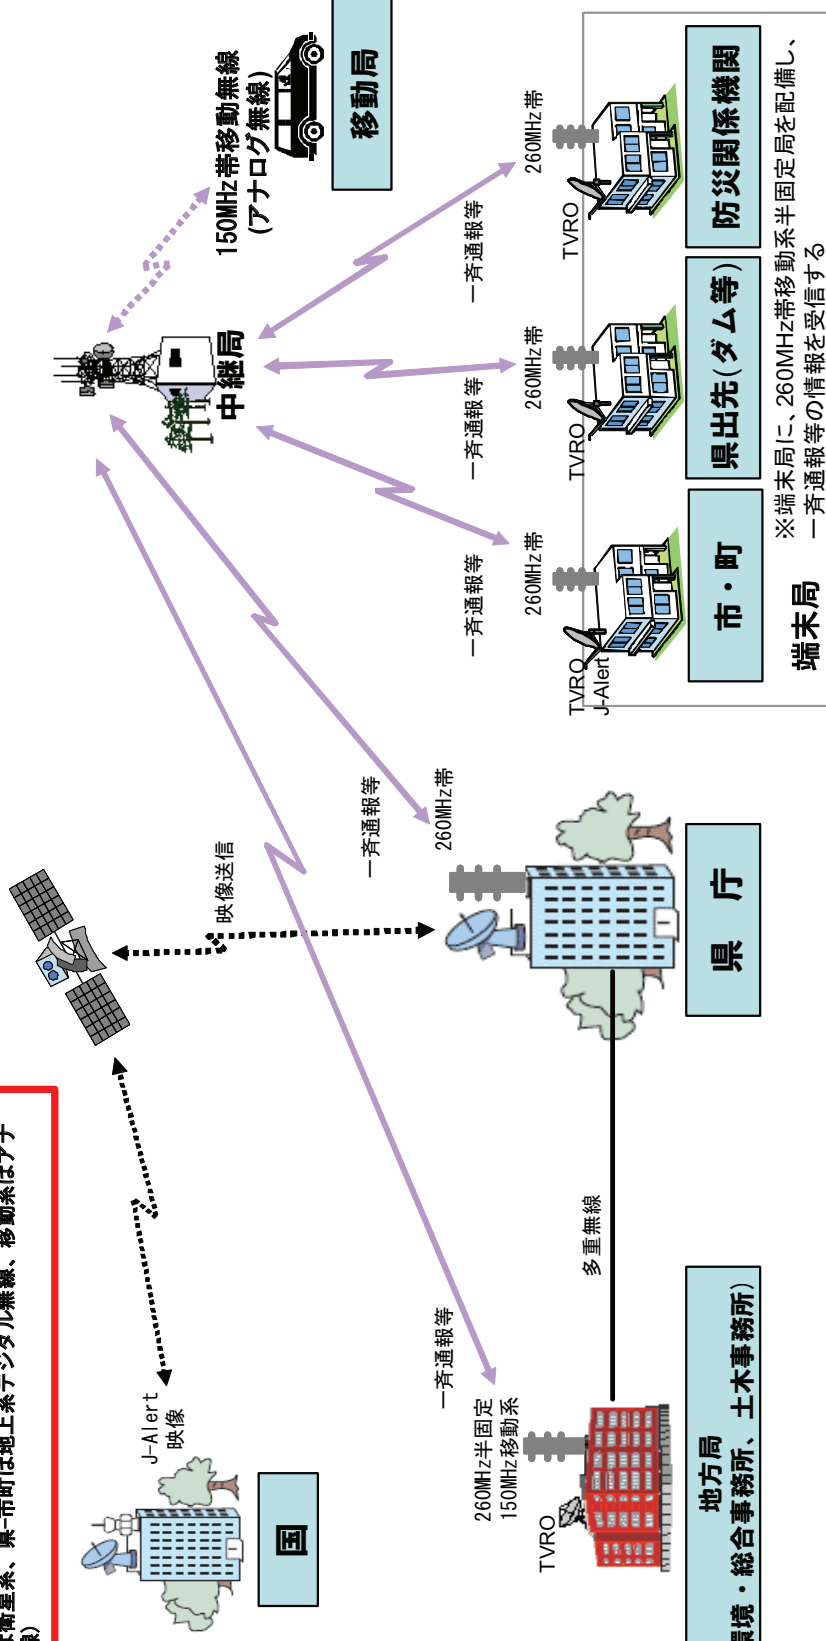 は衛星系、県-市町は地上系デジタル無線、移動系はアナ
線)
J-Alert
映像
国
映像送信
一斉通報等
260MHz帯
県 庁
多重無線
一斉通報等
260MHz半固定
150MHz移動系
TVRO
地方局
環境・総合事務所、土木事務所)
中継局
150MHz帯移動無線
(アナログ無線)
移動局
一斉通報等
260MHz帯
TVRO
J-Alert
市・町
一斉通報等
260MHz帯
TVRO
県出先(ダム等)
一斉通報等
260MHz帯
TVRO
防災関係機関
端末局
※端末局に、260MHz帯移動系半固定局を配備し、
一斉通報等の情報を受信する